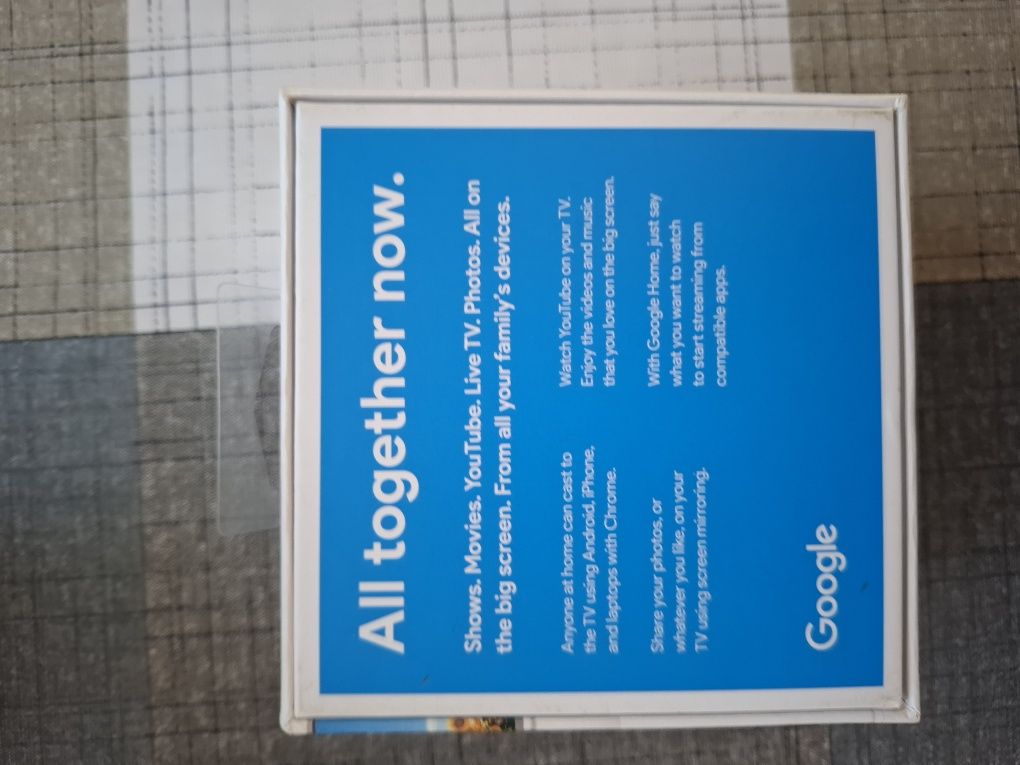 All together now.
Shows. Movies. YouTube. Live TV. Photos. All on
the big screen. From all your family's devices.
Anyone at home can cast to
the TV using Android, iPhone,
and laptops with Chrome.
Share your photos, or
whatever you like, on your
TV using screen mirroring.
Watch YouTube on your TV.
Enjoy the videos and music
that you love on the big screen.
With Google Home, just say
what you want to watch
to start streaming from
compatible apps.
Google